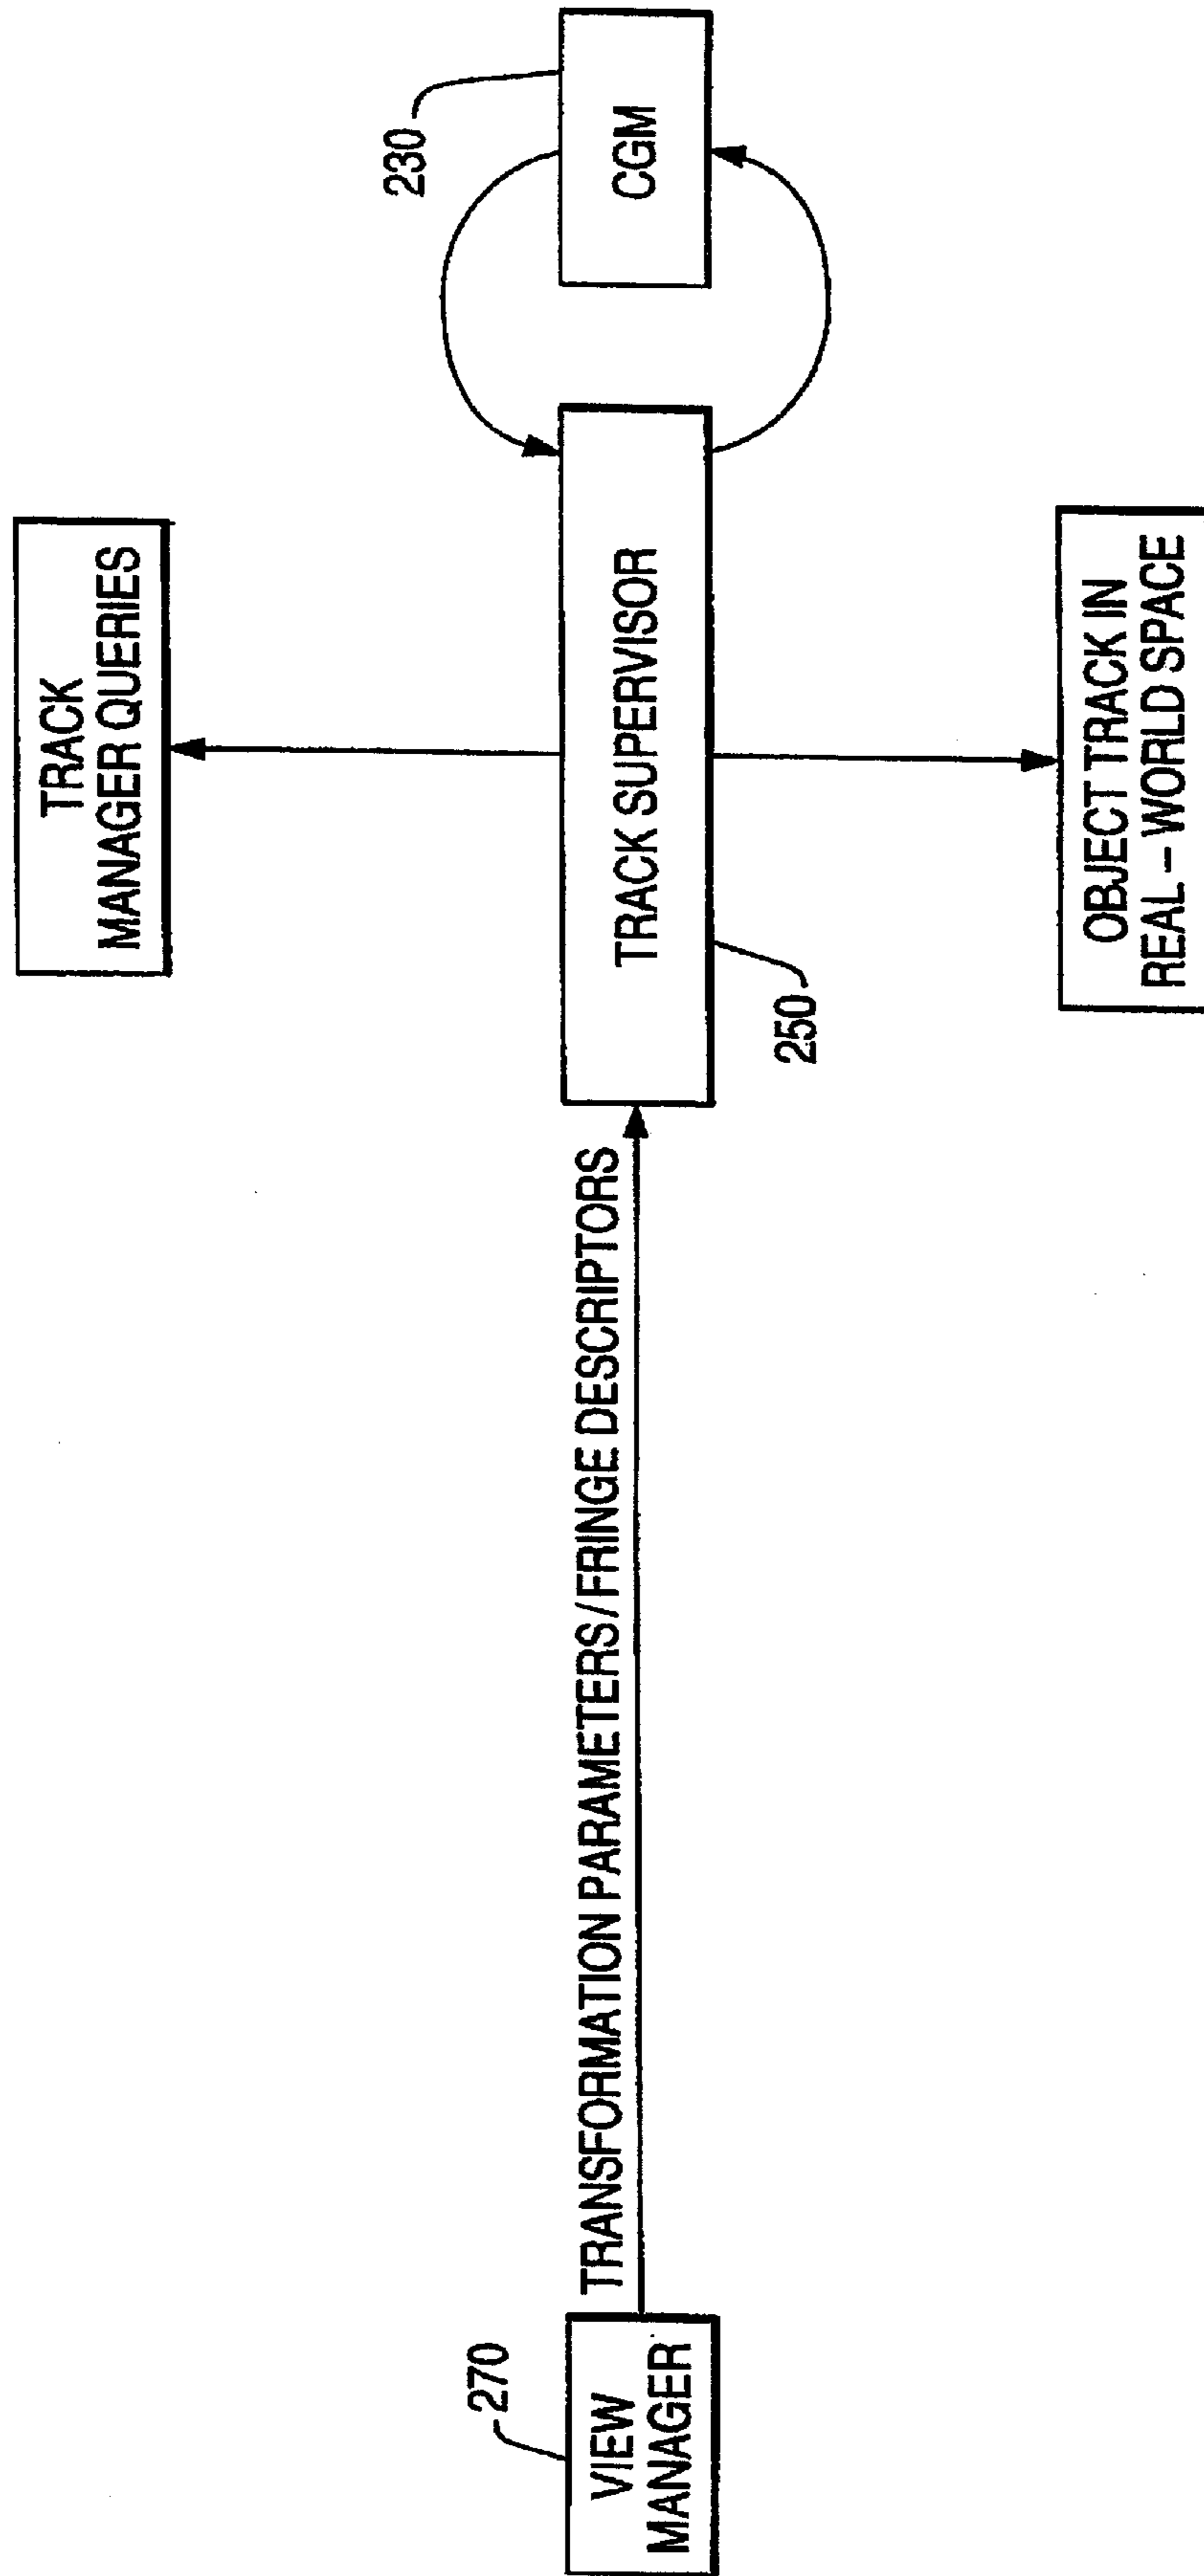 TRACK
MANAGER QUERIES
230
CGM
TRACK SUPERVISOR
250
TRANSFORMATION PARAMETERS/FRINGE DESCRIPTORS
270
VIEW
MANAGER
OBJECT TRACK IN
REAL – WORLD SPACE